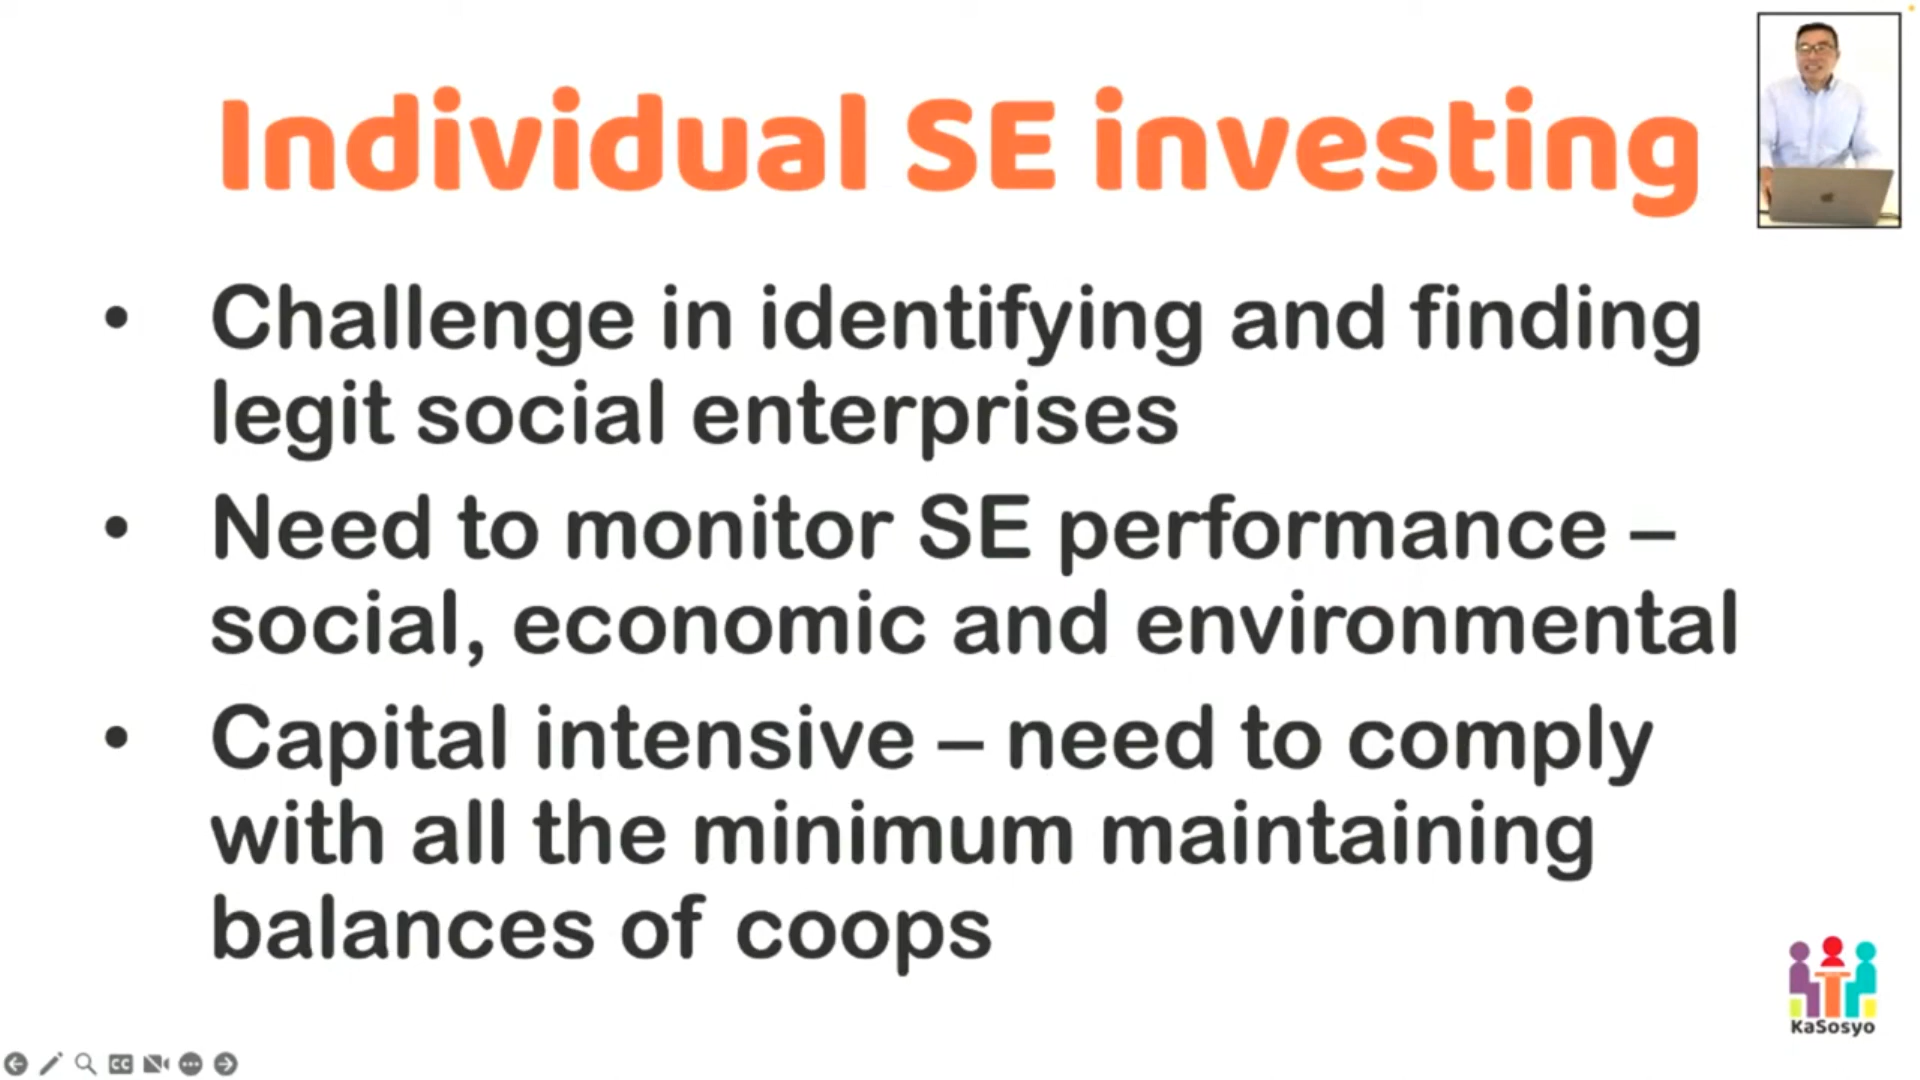 Individual SE investing
• Challenge in identifying and finding
legit social enterprises
• Need to monitor SE performance –
social, economic and environmental
• Capital intensive – need to comply
with all the minimum maintaining
balances of coops
KaSosyo
CC